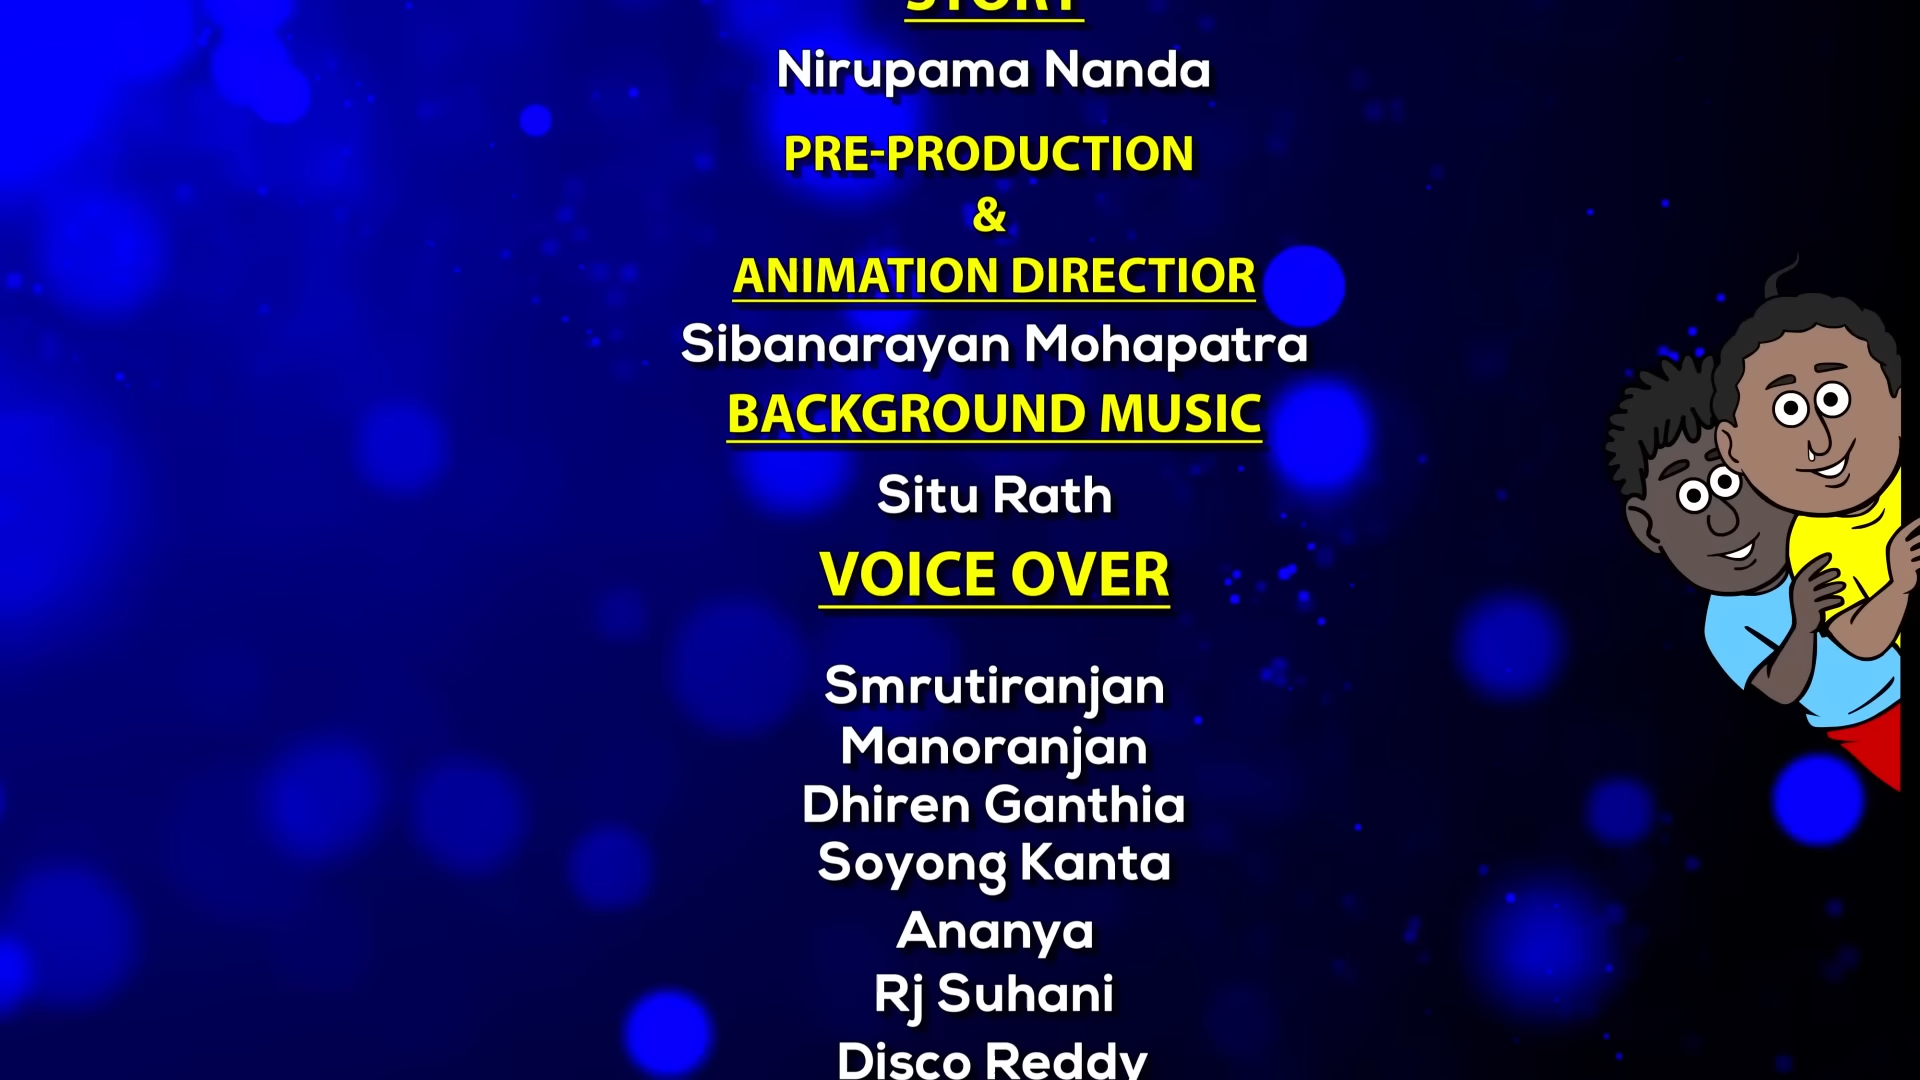 STORY
Nirupama Nanda
PRE-PRODUCTION
&
ANIMATION DIRECTIOR
Sibanarayan Mohapatra
BACKGROUND MUSIC
Situ Rath
VOICE OVER
Smrutiranjan
Manoranjan
Dhiren Ganthia
Soyong Kanta
Ananya
Rj Suhani
Disco Reddy